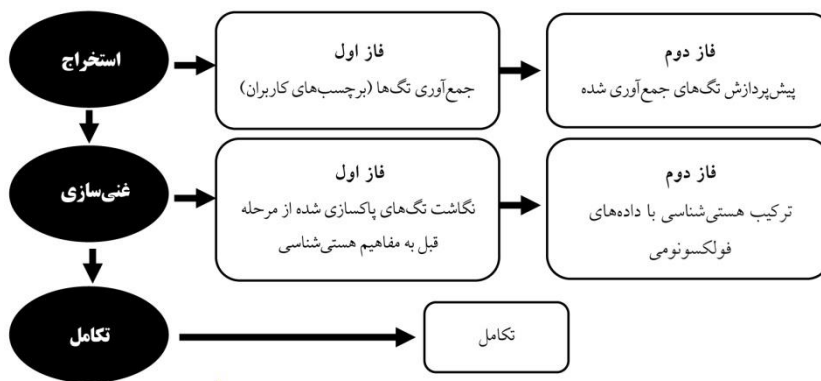 استخراج
فاز اول
جمع‌آوری تگ‌ها (برچسب‌های کاربران)
فاز دوم
پیش‌پردازش تگ‌های جمع‌آوری شده
غنی‌سازی
فاز اول
نگاشت تگ‌های پاکسازی شده از مرحله
قبل به مفاهیم هستی‌شناسی
فاز دوم
ترکیب هستی‌شناسی با داده‌های
فولکسونومی
تکامل
تکامل